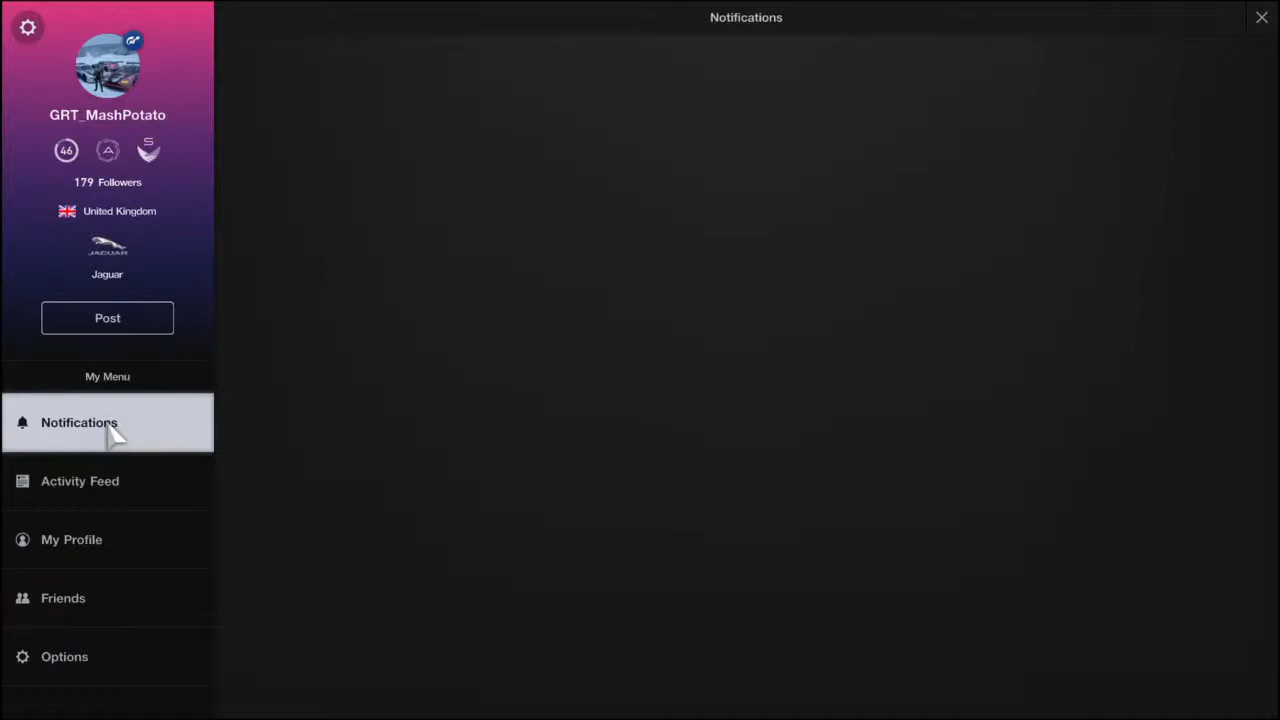 Notifications
GRT_MashPotato
46 A S
179 Followers
United Kingdom
JAGUAR
Jaguar
Post
My Menu
Notifications
Activity Feed
My Profile
Friends
Options